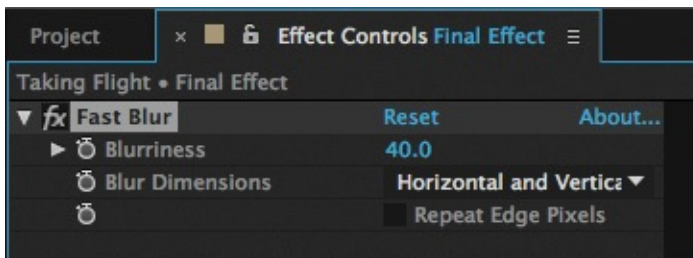 Project × Effect Controls Final Effect
Taking Flight • Final Effect
fx Fast Blur Reset About...
Blurriness 40.0
Blur Dimensions Horizontal and Vertica
Repeat Edge Pixels